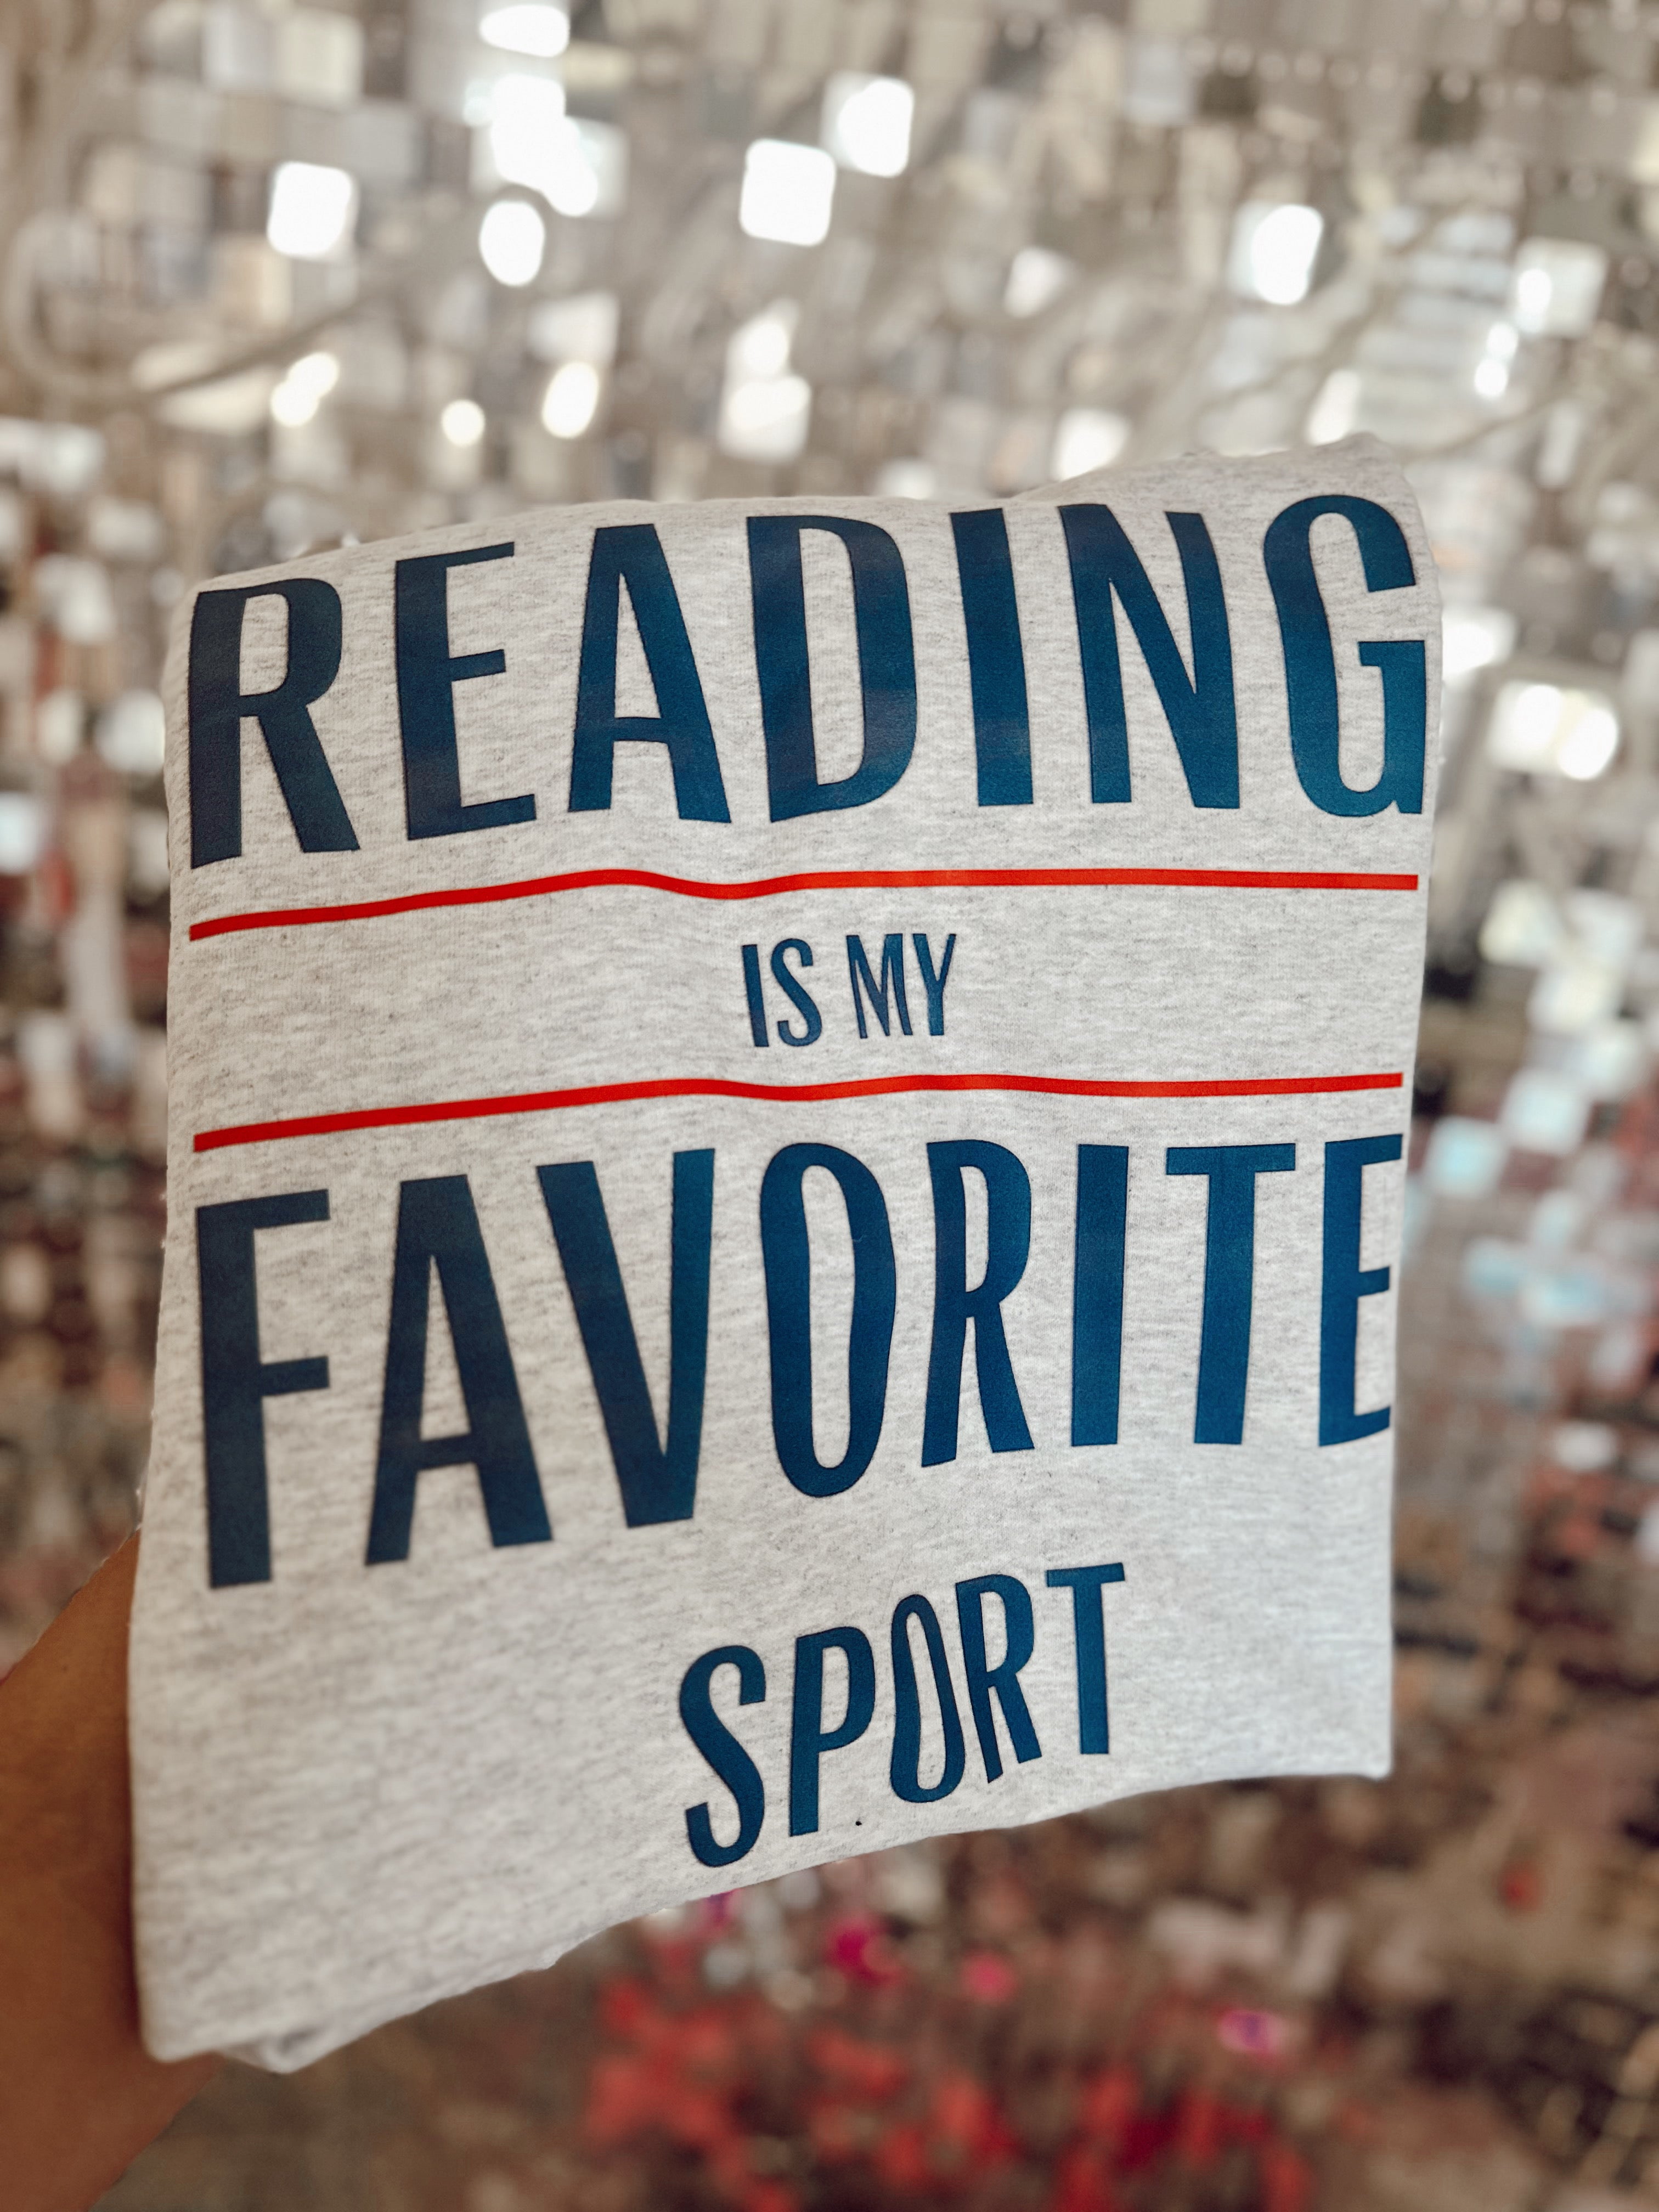 READING
IS MY
FAVORITE
SPORT